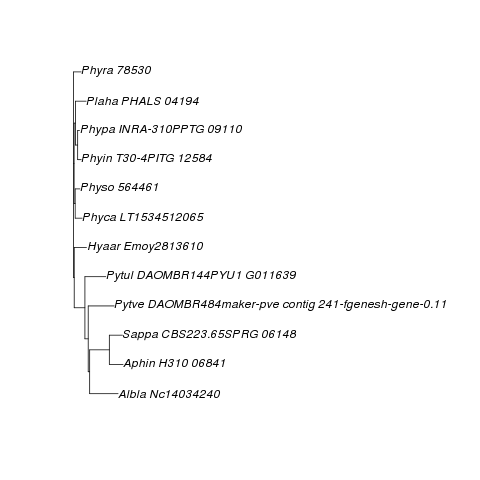 Phyra 78530
Plaha PHALS 04194
Phypa INRA-310PPTG 09110
Phyin T30-4PITG 12584
Physo 564461
Phyca LT1534512065
Hyaar Emoy2813610
Pytul DAOMBR144PYU1 G011639
Pytve DAOMBR484maker-pve contig 241-fgenesh-gene-0.11
Sappa CBS223.65SPRG 06148
Aphin H310 06841
Albla Nc14034240